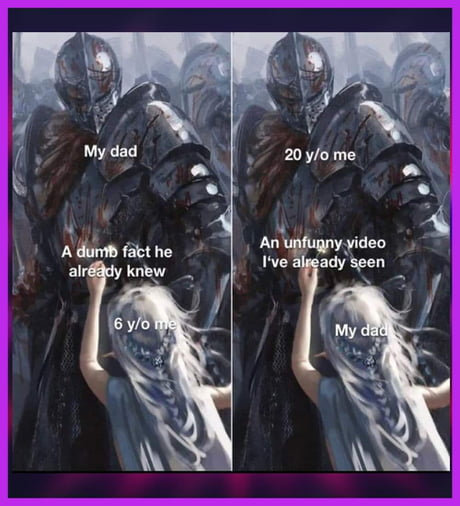 My dad
A dumb fact he
already knew
6 y/o me
20 y/o me
An unfunny video
I've already seen
My dad